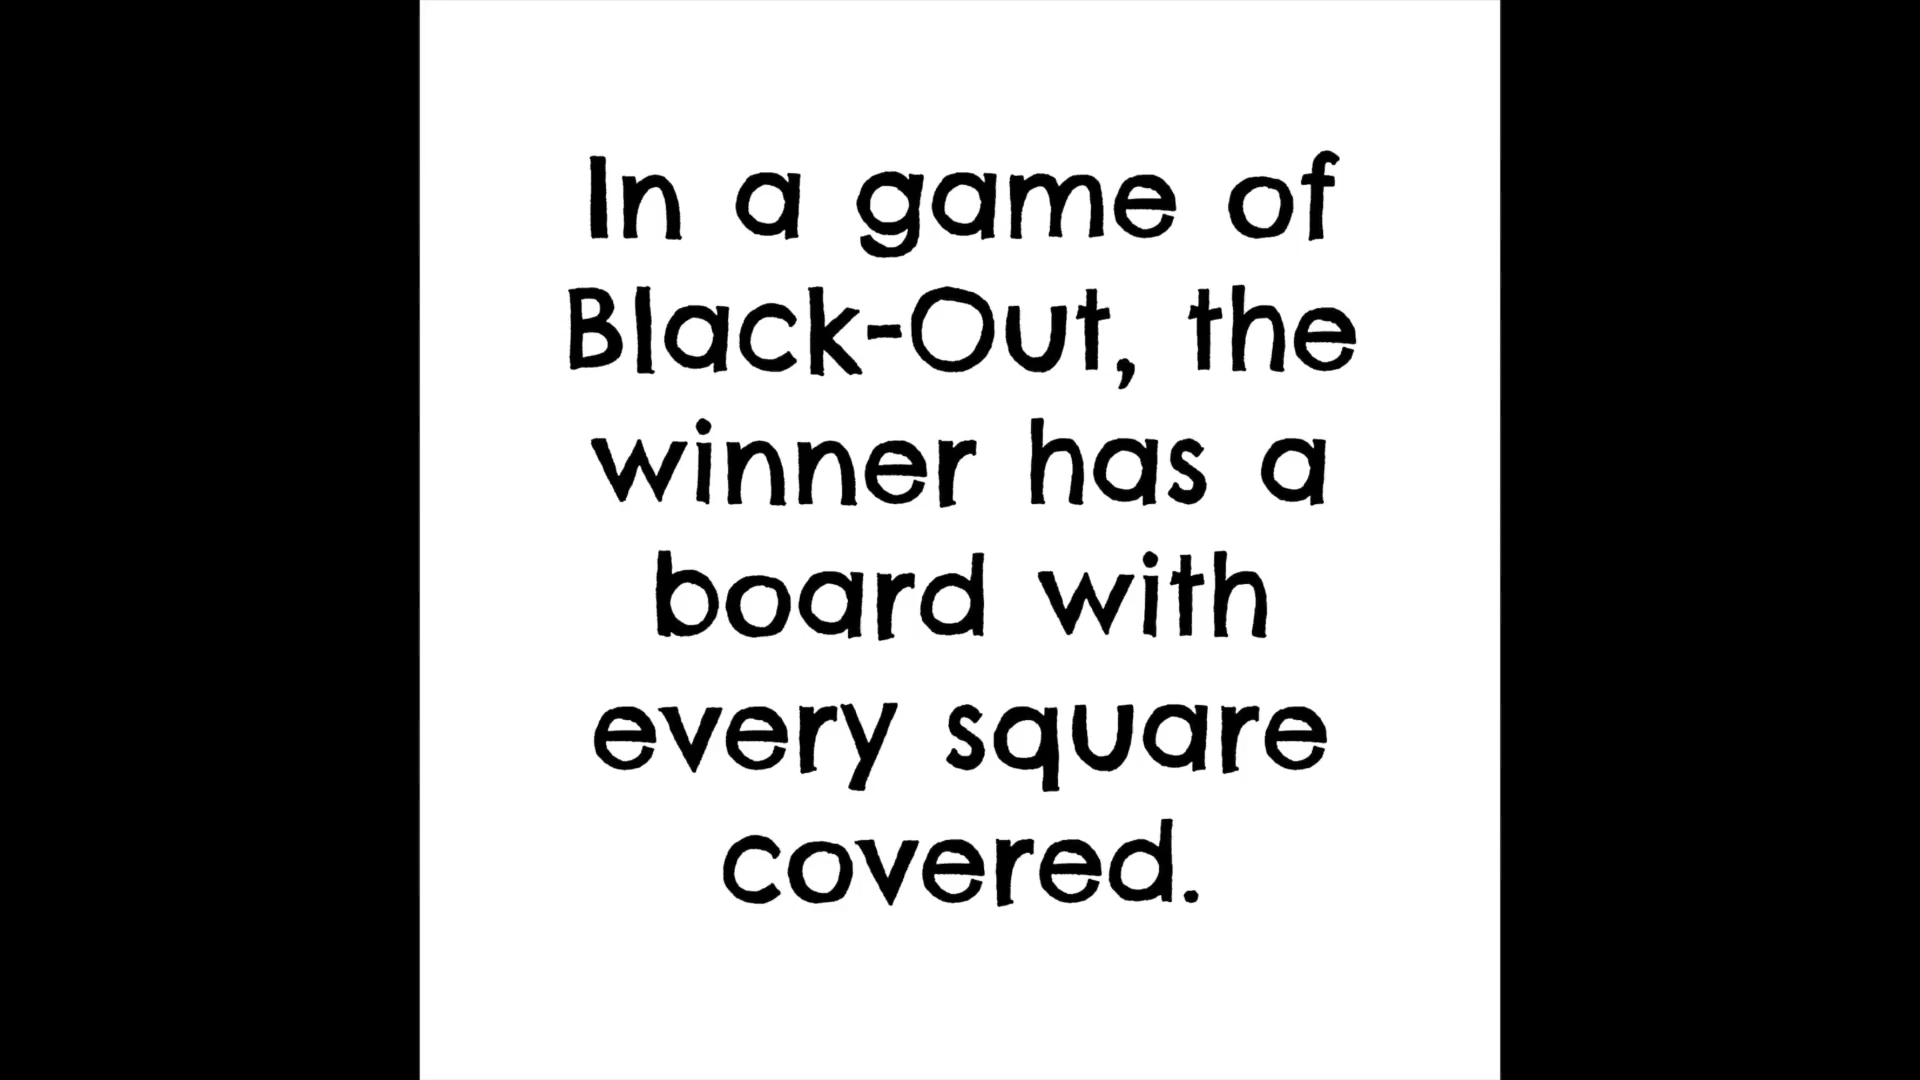 In a game of
Black-Out, the
winner has a
board with
every square
covered.